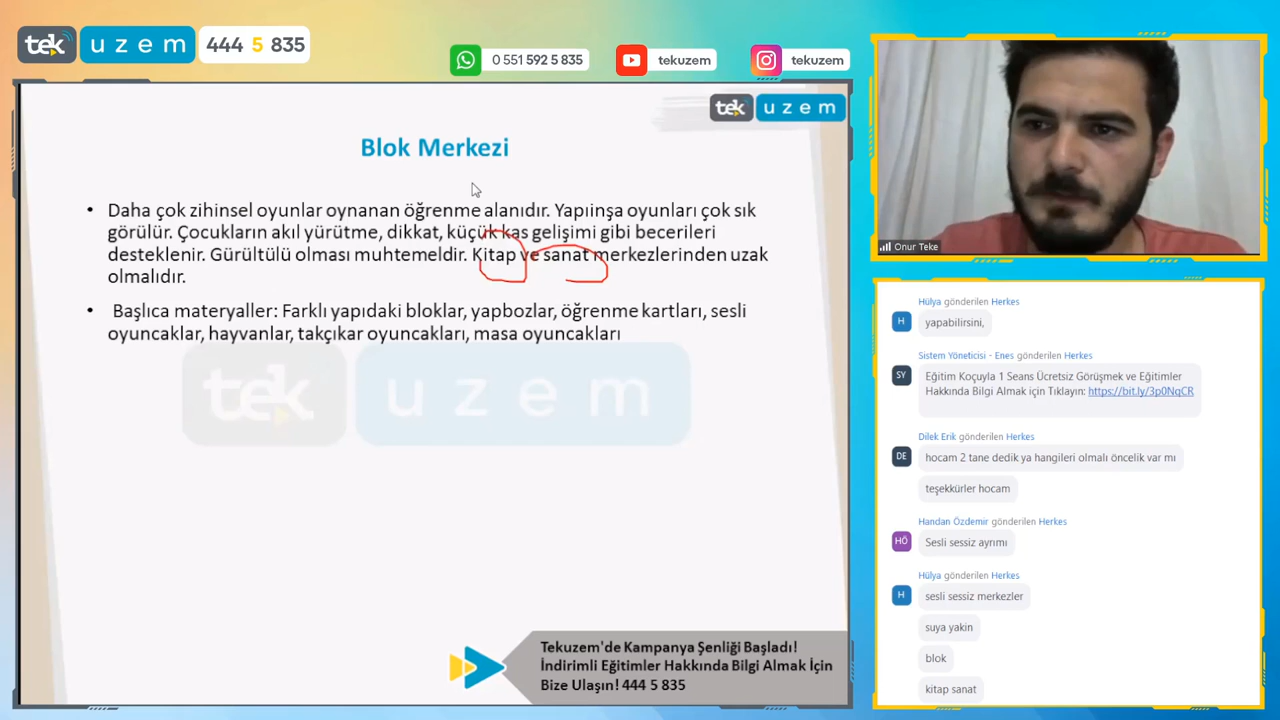 tek uzem 444 5 835
0 551 592 5 835
tekuzem
tekuzem
tek uzem
Blok Merkezi
• Daha çok zihinsel oyunlar oynanan öğrenme alanıdır. Yapıinşa oyunları çok sık
görülür. Çocukların akıl yürütme, dikkat, küçük kas gelişimi gibi becerileri
desteklenir. Gürültülü olması muhtemeldir. Kitap ve sanat merkezlerinden uzak
olmalıdır.
• Başlıca materyaller: Farklı yapıdaki bloklar, yapbozlar, öğrenme kartları, sesli
oyuncaklar, hayvanlar, takçıkar oyuncakları, masa oyuncakları
tek uzem
Tekuzem'de Kampanya Şenliği Başladı!
İndirimli Eğitimler Hakkında Bilgi Almak İçin
Bize Ulaşın! 444 5 835
Onur Teke
Hülya gönderilen Herkes
H
yapabilirsini,
Sistem Yöneticisi - Enes gönderilen Herkes
SY
Eğitim Koçuyla 1 Seans Ücretsiz Görüşmek ve Eğitimler
Hakkında Bilgi Almak için Tıklayın: https://bit.ly/3p0NqCR
Dilek Erik gönderilen Herkes
DE
hocam 2 tane dedik ya hangileri olmalı öncelik var mı
teşekkürler hocam
Handan Özdemir gönderilen Herkes
HÖ
Sesli sessiz ayrımı
Hülya gönderilen Herkes
H
sesli sessiz merkezler
suya yakin
blok
kitap sanat